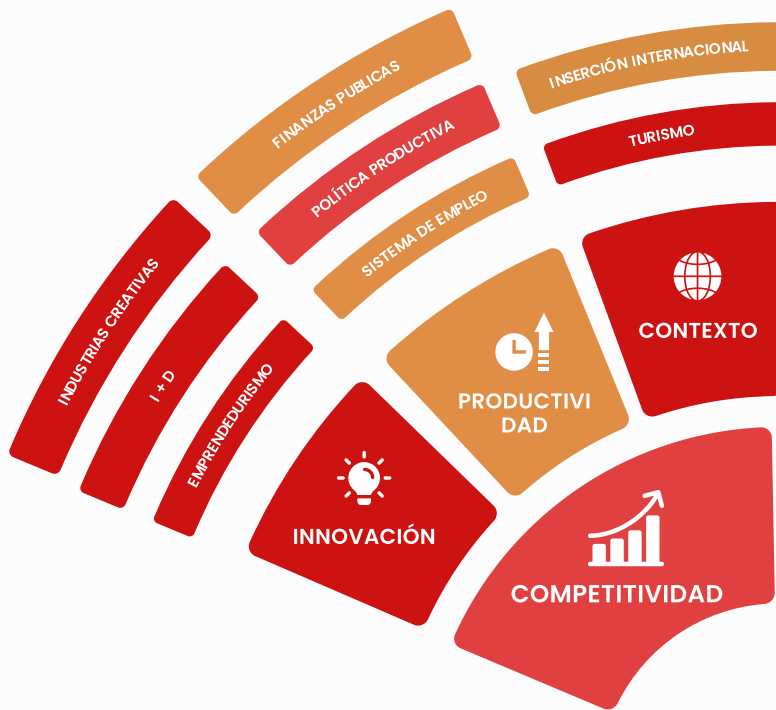 FINANZAS PUBLICAS
POLÍTICA PRODUCTIVA
SISTEMA DE EMPLEO
INSERCIÓN INTERNACIONAL
TURISMO
INDUSTRIAS CREATIVAS
I + D
EMPRENDEDURISMO
CONTEXTO
PRODUCTIVI
DAD
INNOVACIÓN
COMPETITIVIDAD